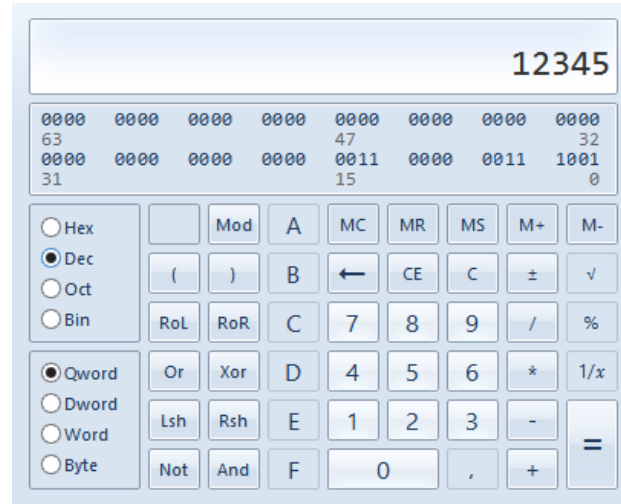 12345
0000 0000 0000 0000 0000 0000 0000 0000
63 47 32
0000 0000 0000 0000 0011 0000 0011 1001
31 15 0
Hex
Dec
Oct
Bin
Qword
Dword
Word
Byte
Mod A MC MR MS M+ M-
( ) B ← CE C ± √
RoL RoR C 7 8 9 / %
Or Xor D 4 5 6 * 1/x
Lsh Rsh E 1 2 3 - =
Not And F 0 , +